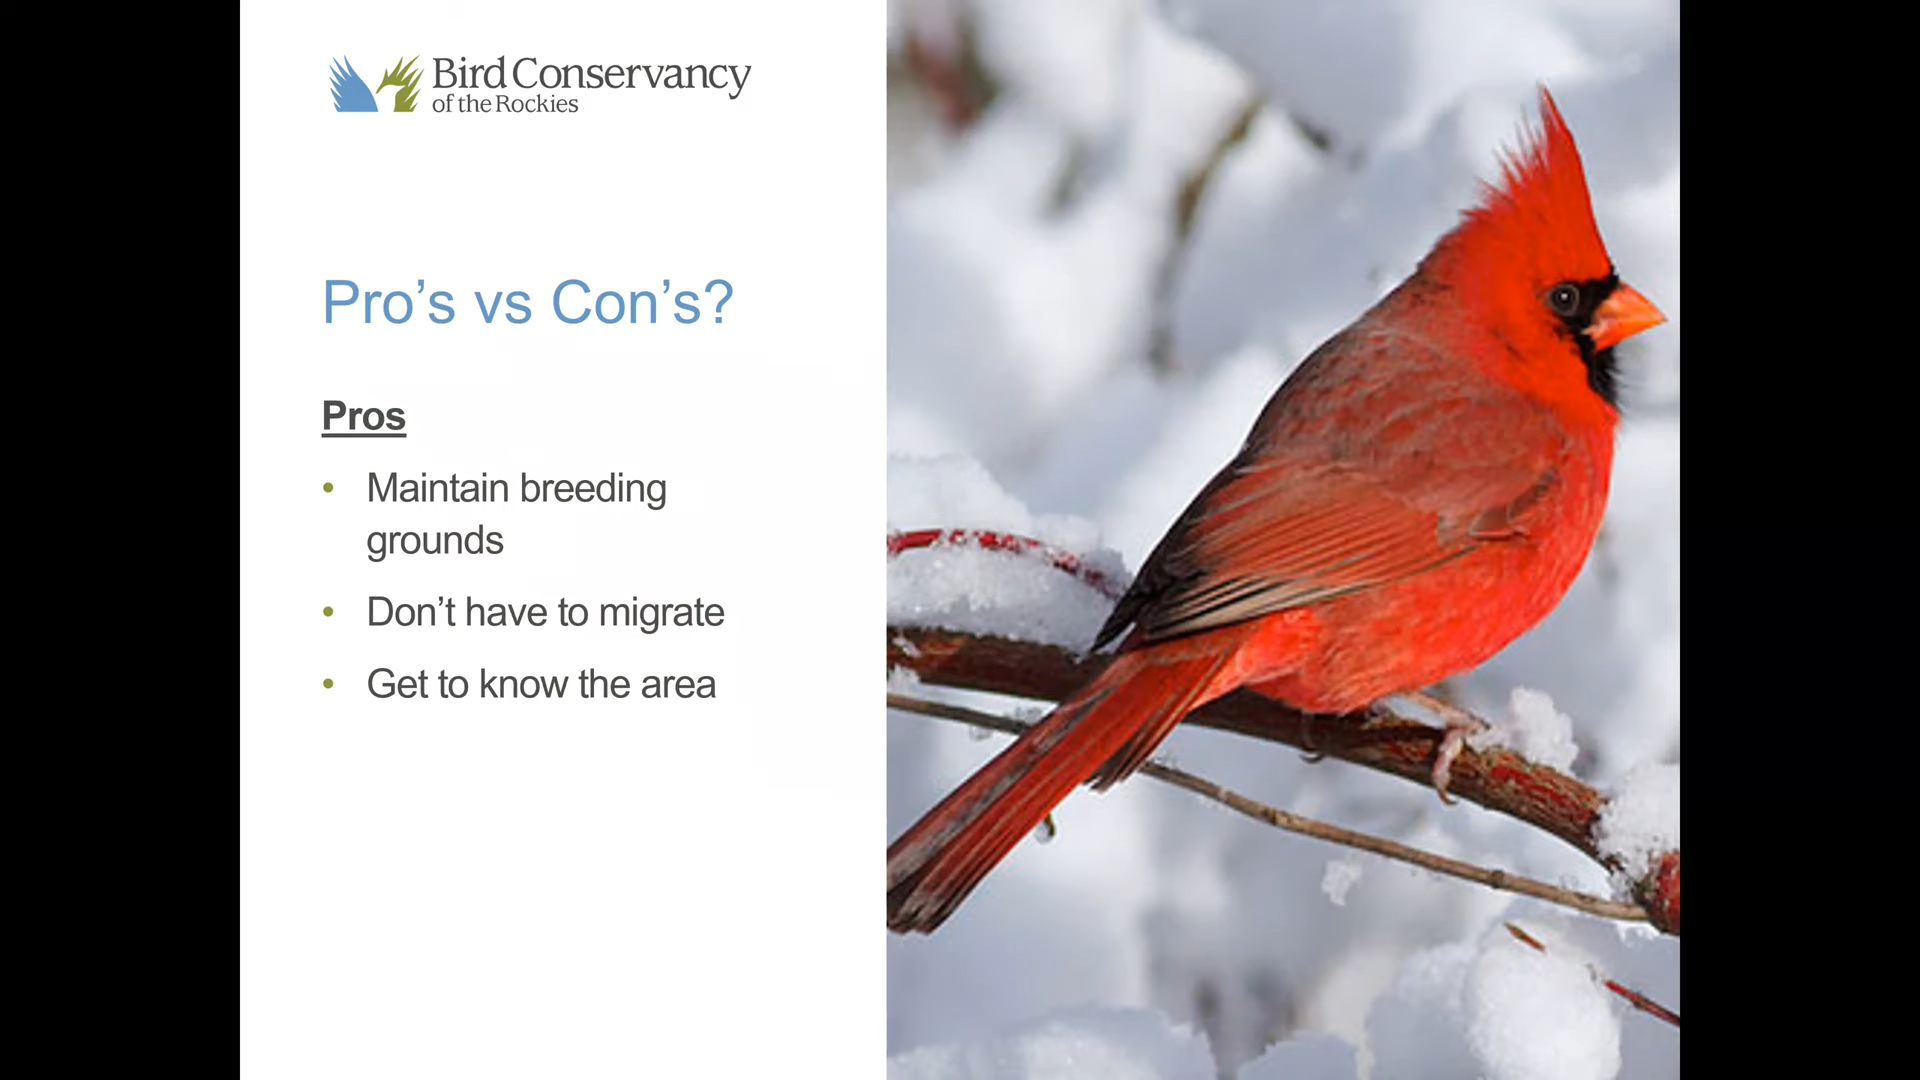 Bird Conservancy
of the Rockies
Pro’s vs Con’s?
Pros
• Maintain breeding
grounds
• Don’t have to migrate
• Get to know the area